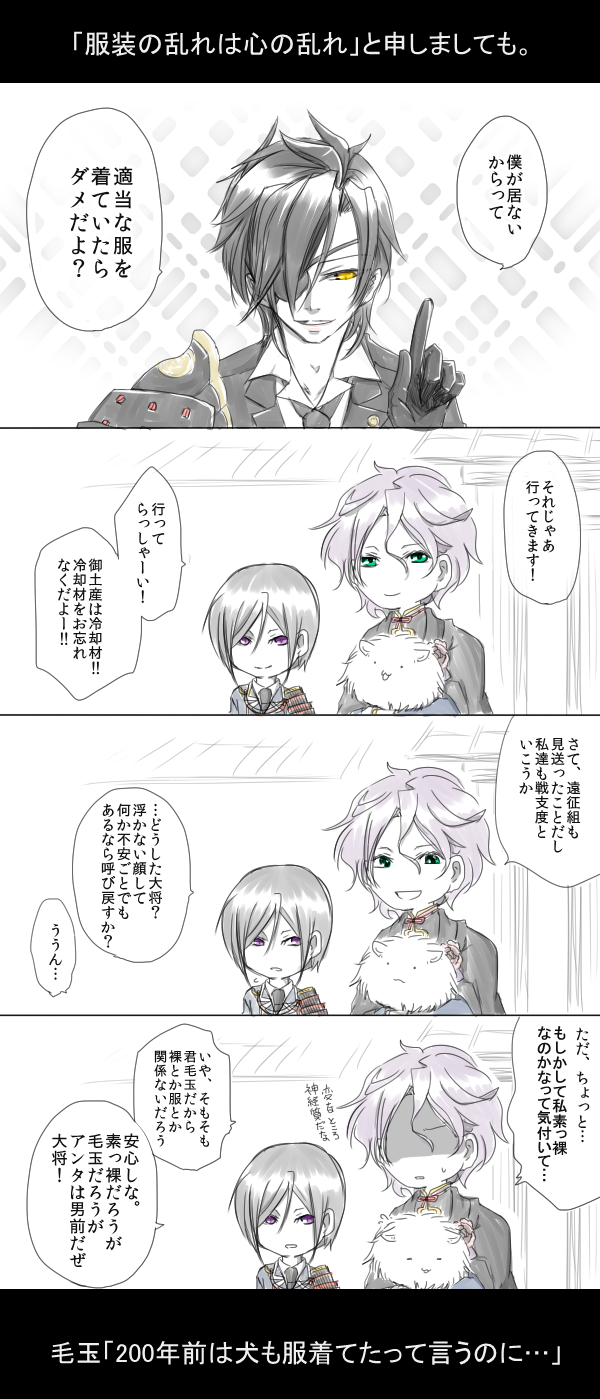 「服装の乱れは心の乱れ」と申しましても。
僕が居ない
からって
適当な服を
着ていたら
ダメだよ?
それじゃあ
行ってきます!
行って
らっしゃーい!
御土産は冷却材!!
冷却材をお忘れ
なくだよー!!
さて、遠征組も
見送ったことだし
私達も戦支度と
いこうか
…どうした大将?
浮かない顔して
何か不安ごとでも
あるなら呼び戻すか?
ううん…
ただ、ちょっと…
もしかして私素っ裸
なのかなって気付いて…
変なところ
神経質だな
いや、そもそも
君毛玉だから
裸とか服とか
関係ないだろう
安心しな。
素っ裸だろうが
毛玉だろうが
アンタは男前だぜ
大将!
毛玉「200年前は犬も服着てたって言うのに…」